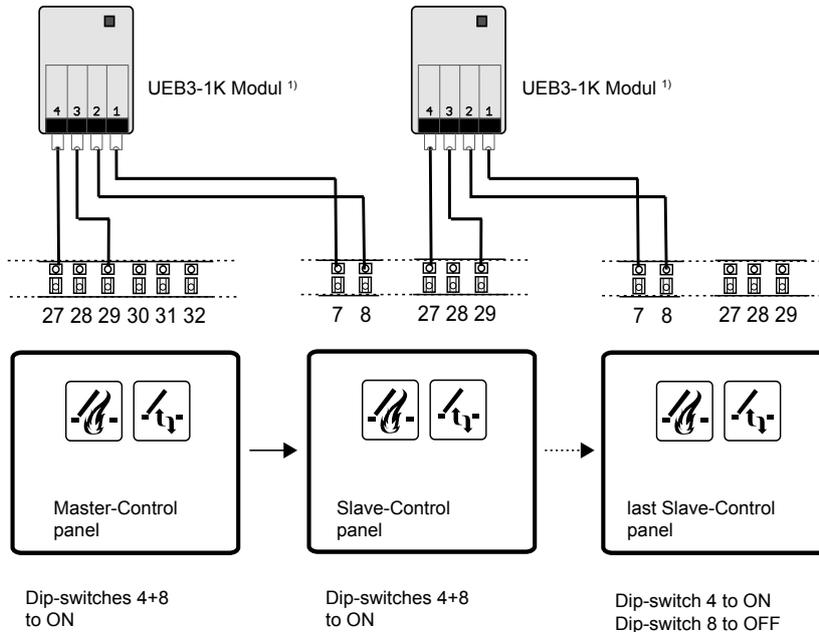 4 3 2 1
UEB3-1K Modul 1)
4 3 2 1
UEB3-1K Modul 1)
27 28 29 30 31 32
7 8
27 28 29
7 8
27 28 29
Master-Control
panel
Slave-Control
panel
last Slave-Control
panel
Dip-switches 4+8
to ON
Dip-switches 4+8
to ON
Dip-switch 4 to ON
Dip-switch 8 to OFF